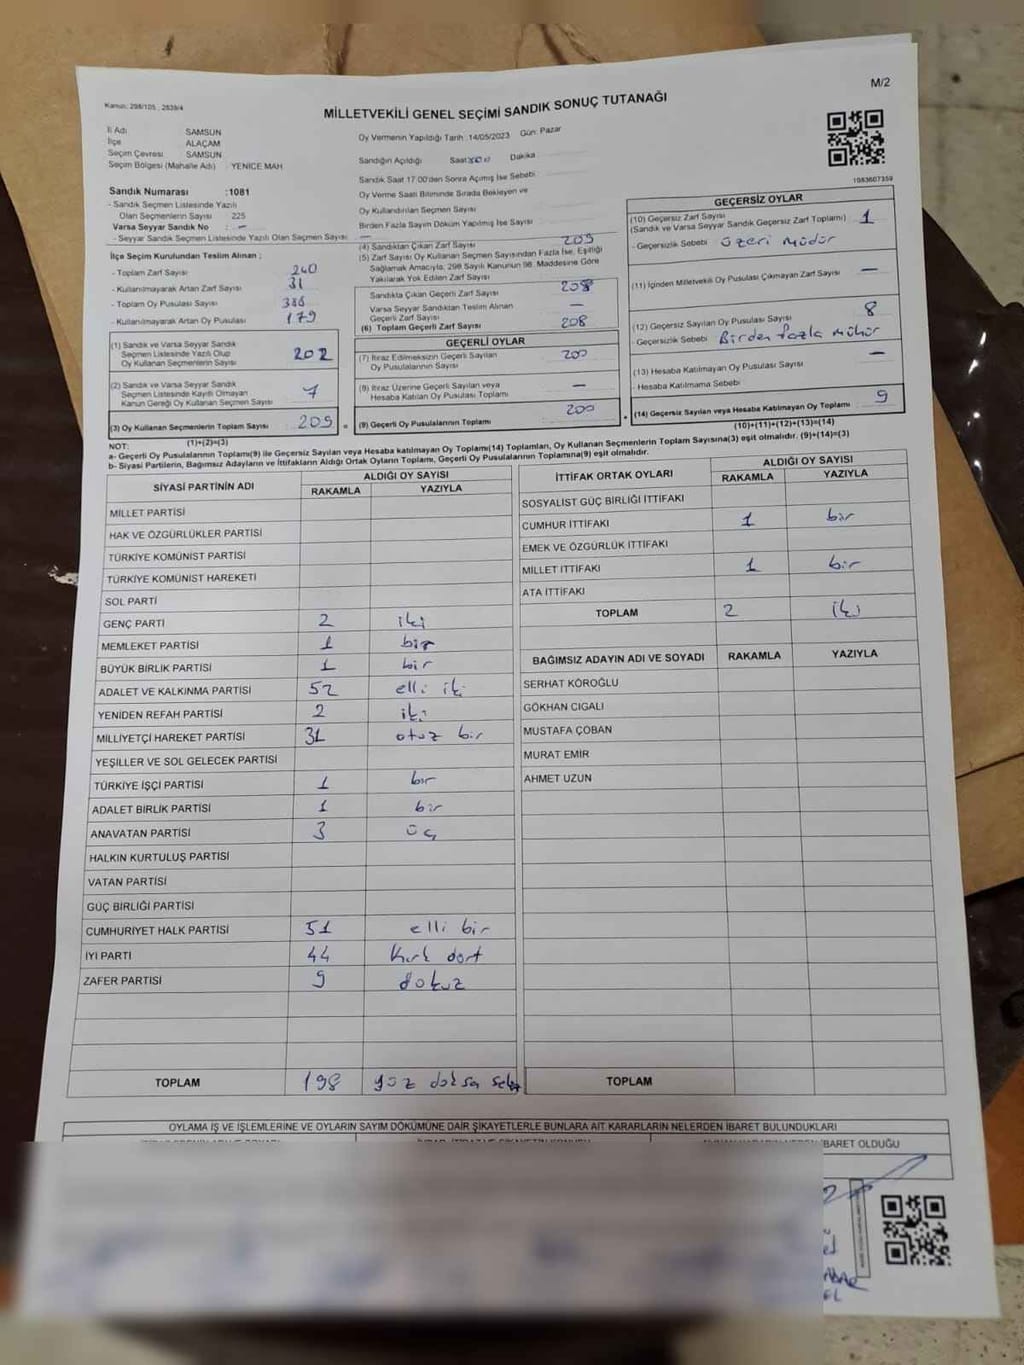 M/2
Kanun: 298/105 , 2839/4
MİLLETVEKİLİ GENEL SEÇİMİ SANDIK SONUÇ TUTANAĞI
İl Adı SAMSUN
İlçe ALAÇAM
Seçim Çevresi SAMSUN
Seçim Bölgesi (Mahalle Adı) YENİCE MAH
Sandık Numarası :1081
- Sandık Seçmen Listesinde Yazılı
Olan Seçmenlerin Sayısı 225
Varsa Seyyar Sandık No : -
- Seyyar Sandık Seçmen Listesinde Yazılı Olan Seçmen Sayısı —
İlçe Seçim Kurulundan Teslim Alınan ;
- Toplam Zarf Sayısı 240
- Kullanılmayarak Artan Zarf Sayısı 31
- Toplam Oy Pusulası Sayısı
- Kullanılmayarak Artan Oy Pusulası 179
(1) Sandık ve Varsa Seyyar Sandık
Seçmen Listesinde Yazılı Olup
Oy Kullanan Seçmenlerin Sayısı 202
(2) Sandık ve Varsa Seyyar Sandık
Seçmen Listesinde Kayıtlı Olmayan
Kanun Gereği Oy Kullanan Seçmen Sayısı 7
(3) Oy Kullanan Seçmenlerin Toplam Sayısı 209
(1)+(2)=(3)
Oy Vermenin Yapıldığı Tarih :14/05/2023 Gün: Pazar
Sandığın Açıldığı Saat Dakika
Sandık Saat 17:00'den Sonra Açılmış İse Sebebi
Oy Verme Saati Bitiminde Sırada Bekleyen ve
Oy Kullandırılan Seçmen Sayısı
Birden Fazla Sayım Döküm Yapılmış İse Sayısı
(4) Sandıktan Çıkan Zarf Sayısı 209
(5) Zarf Sayısı Oy Kullanan Seçmen Sayısından Fazla İse, Eşitliği
Sağlamak Amacıyla, 298 Sayılı Kanunun 98. Maddesine Göre
Yakılarak Yok Edilen Zarf Sayısı
Sandıkta Çıkan Geçerli Zarf Sayısı 208
Varsa Seyyar Sandıktan Teslim Alınan
Geçerli Zarf Sayısı —
(6) Toplam Geçerli Zarf Sayısı 208
GEÇERLİ OYLAR
(7) İtiraz Edilmeksizin Geçerli Sayılan
Oy Pusulalarının Sayısı 200
(8) İtiraz Üzerine Geçerli Sayılan veya
Hesaba Katılan Oy Pusulası Toplamı —
(9) Geçerli Oy Pusulalarının Toplamı 200
1083607359
GEÇERSİZ OYLAR
(10) Geçersiz Zarf Sayısı
(Sandık ve Varsa Seyyar Sandık Geçersiz Zarf Toplamı) 1
- Geçersizlik Sebebi üzeri müdür
(11) İçinden Milletvekili Oy Pusulası Çıkmayan Zarf Sayısı —
(12) Geçersiz Sayılan Oy Pusulası Sayısı 8
- Geçersizlik Sebebi Birden fazla mühür
(13) Hesaba Katılmayan Oy Pusulası Sayısı —
- Hesaba Katılmama Sebebi
(14) Geçersiz Sayılan veya Hesaba Katılmayan Oy Toplamı 9
(10)+(11)+(12)+(13)=(14)
NOT:
a- Geçerli Oy Pusulalarının Toplamı(9) ile Geçersiz Sayılan veya Hesaba katılmayan Oy Toplamı(14) Toplamları, Oy Kullanan Seçmenlerin Toplam Sayısına(3) eşit olmalıdır. (9)+(14)=(3)
b- Siyasi Partilerin, Bağımsız Adayların ve İttifakların Aldığı Ortak Oyların Toplamı, Geçerli Oy Pusulalarının Toplamına(9) eşit olmalıdır.
SİYASİ PARTİNİN ADI ALDIĞI OY SAYISI
RAKAMLA YAZIYLA
MİLLET PARTİSİ
HAK VE ÖZGÜRLÜKLER PARTİSİ
TÜRKİYE KOMÜNİST PARTİSİ
TÜRKİYE KOMÜNİST HAREKETİ
SOL PARTİ
GENÇ PARTİ 2 iki
MEMLEKET PARTİSİ 1 bir
BÜYÜK BİRLİK PARTİSİ 1 bir
ADALET VE KALKINMA PARTİSİ 52 elli iki
YENİDEN REFAH PARTİSİ 2 iki
MİLLİYETÇİ HAREKET PARTİSİ 31 otuz bir
YEŞİLLER VE SOL GELECEK PARTİSİ
TÜRKİYE İŞÇİ PARTİSİ 1 bir
ADALET BİRLİK PARTİSİ 1 bir
ANAVATAN PARTİSİ 3 üç
HALKIN KURTULUŞ PARTİSİ
VATAN PARTİSİ
GÜÇ BİRLİĞİ PARTİSİ
CUMHURİYET HALK PARTİSİ 51 elli bir
İYİ PARTİ 44 kırk dört
ZAFER PARTİSİ 9 dokuz
TOPLAM 198 yüz doksa
İTTİFAK ORTAK OYLARI ALDIĞI OY SAYISI
RAKAMLA YAZIYLA
SOSYALİST GÜÇ BİRLİĞİ İTTİFAKI
CUMHUR İTTİFAKI 1 bir
EMEK VE ÖZGÜRLÜK İTTİFAKI
MİLLET İTTİFAKI 1 bir
ATA İTTİFAKI
TOPLAM 2 iki
BAĞIMSIZ ADAYIN ADI VE SOYADI RAKAMLA YAZIYLA
SERHAT KÖROĞLU
GÖKHAN CIGALI
MUSTAFA ÇOBAN
MURAT EMİR
AHMET UZUN
TOPLAM
OYLAMA İŞ VE İŞLEMLERİNE VE OYLARIN SAYIM DÖKÜMÜNE DAİR ŞİKAYETLERLE BUNLARA AİT KARARLARIN NELERDEN İBARET BULUNDUKLARI
İBARET OLDUĞU